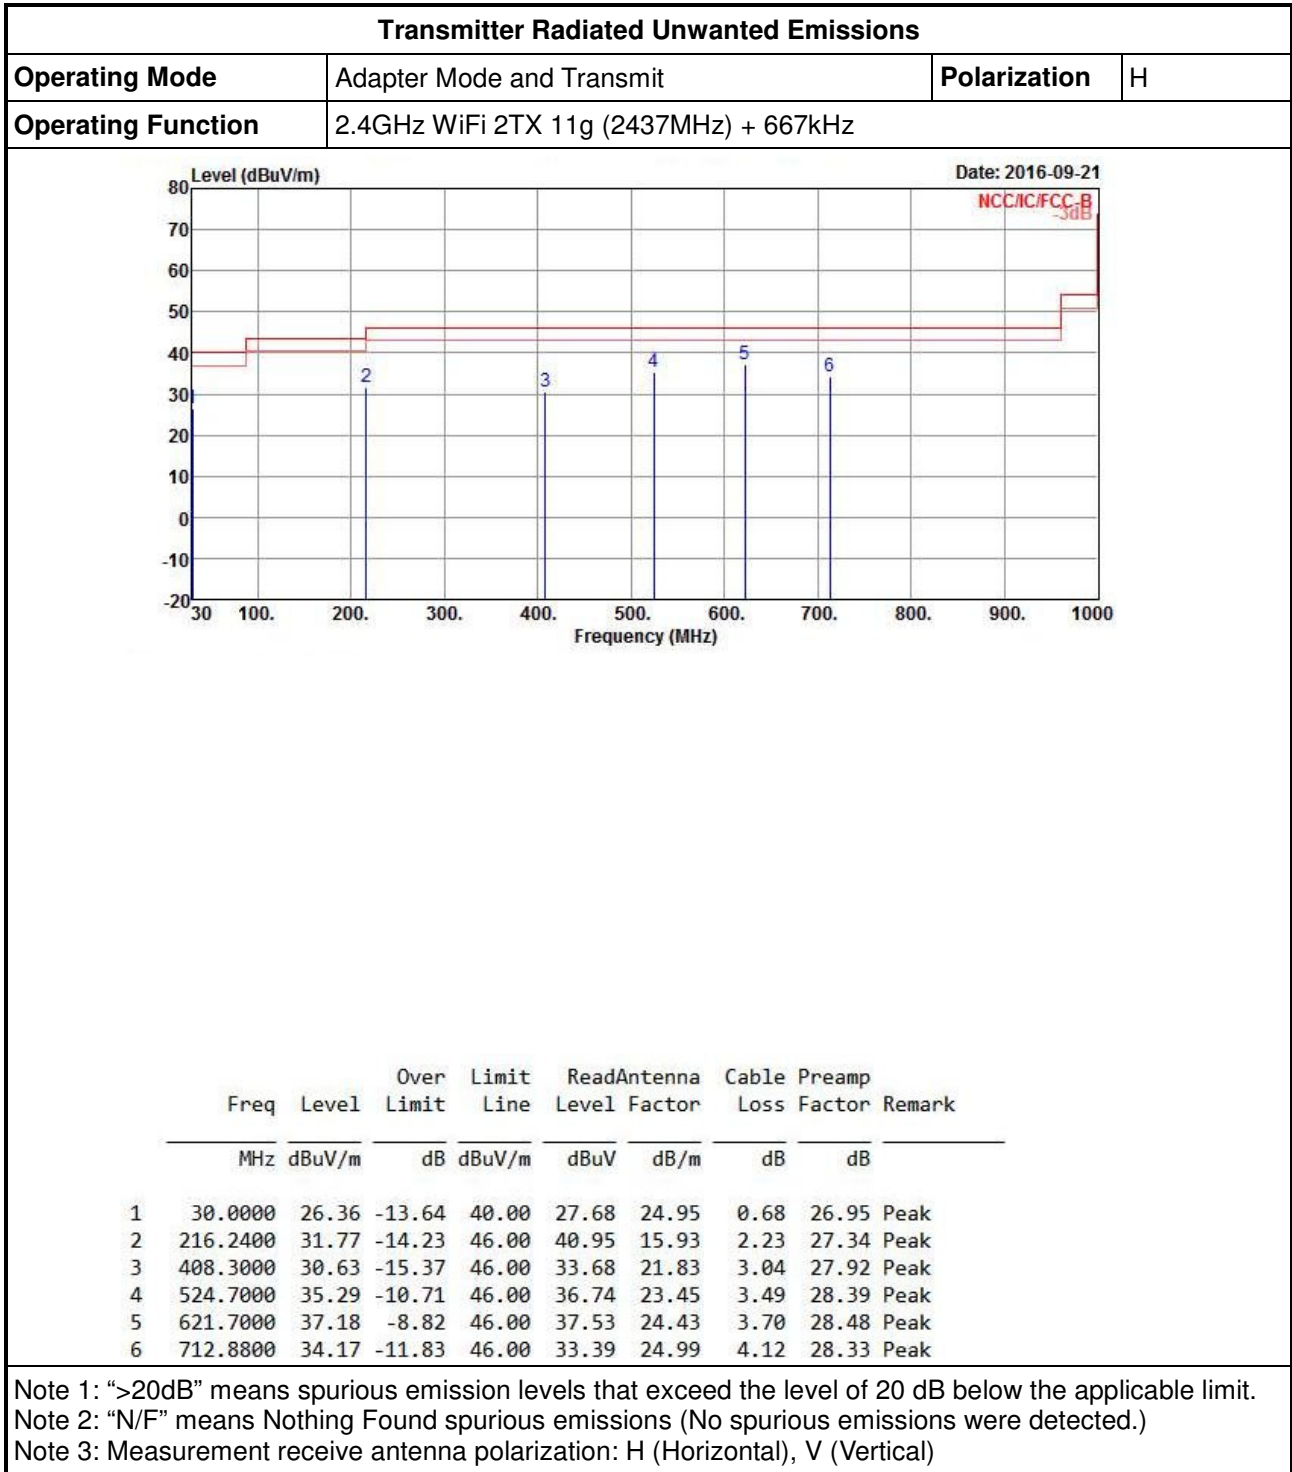 Transmitter Radiated Unwanted Emissions
Operating Mode Adapter Mode and Transmit Polarization H
Operating Function 2.4GHz WiFi 2TX 11g (2437MHz) + 667kHz
Level (dBuV/m) Date: 2016-09-21
80
NCC/IC/FCC-B
-3dB
70
60
50
40
30
20
10
0
-10
-20
2
3
4
5
6
30 100. 200. 300. 400. 500. 600. 700. 800. 900. 1000
Frequency (MHz)
Over Limit ReadAntenna Cable Preamp
Freq Level Limit Line Level Factor Loss Factor Remark
MHz dBuV/m dB dBuV/m dBuV dB/m dB dB
1 30.0000 26.36 -13.64 40.00 27.68 24.95 0.68 26.95 Peak
2 216.2400 31.77 -14.23 46.00 40.95 15.93 2.23 27.34 Peak
3 408.3000 30.63 -15.37 46.00 33.68 21.83 3.04 27.92 Peak
4 524.7000 35.29 -10.71 46.00 36.74 23.45 3.49 28.39 Peak
5 621.7000 37.18 -8.82 46.00 37.53 24.43 3.70 28.48 Peak
6 712.8800 34.17 -11.83 46.00 33.39 24.99 4.12 28.33 Peak
Note 1: “>20dB” means spurious emission levels that exceed the level of 20 dB below the applicable limit.
Note 2: “N/F” means Nothing Found spurious emissions (No spurious emissions were detected.)
Note 3: Measurement receive antenna polarization: H (Horizontal), V (Vertical)